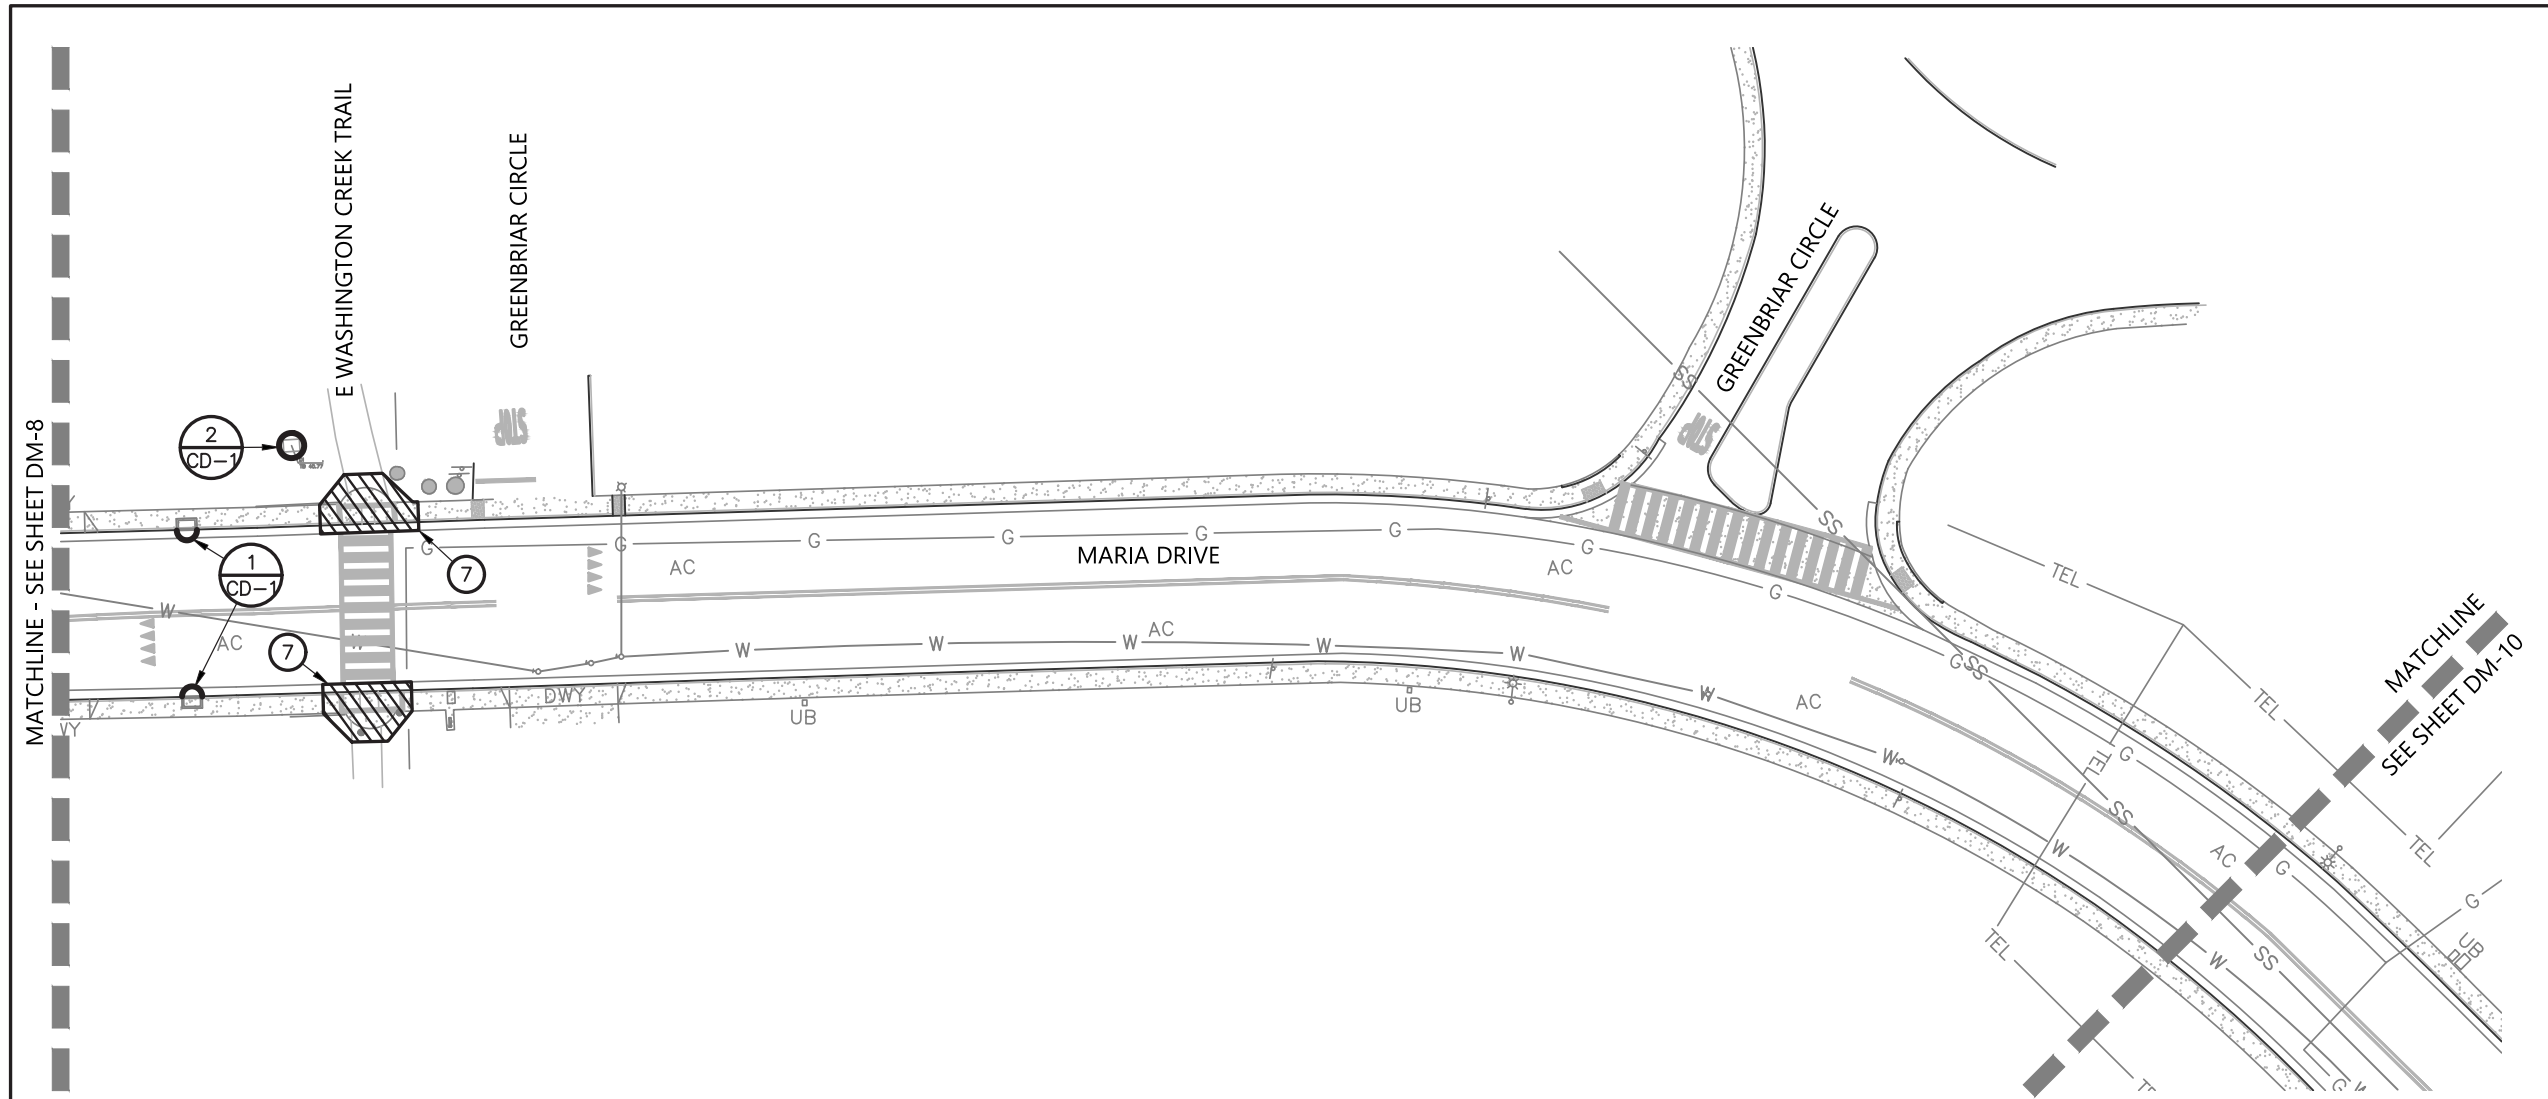 MATCHLINE - SEE SHEET DM-8
E WASHINGTON CREEK TRAIL
GREENBRIAR CIRCLE
STOP
2
CD-1
1
CD-1
7
7
G
G
G
G
G
G
G
G
G
G
G
G
G
AC
AC
AC
AC
AC
AC
MARIA DRIVE
W
W
W
W
W
W
W
W
W
W
W
W
DWY
UB
UB
UB
GREENBRIAR CIRCLE
STOP
SS
SS
SS
SS
SS
TEL
TEL
TEL
TEL
TEL
MATCHLINE
SEE SHEET DM-10